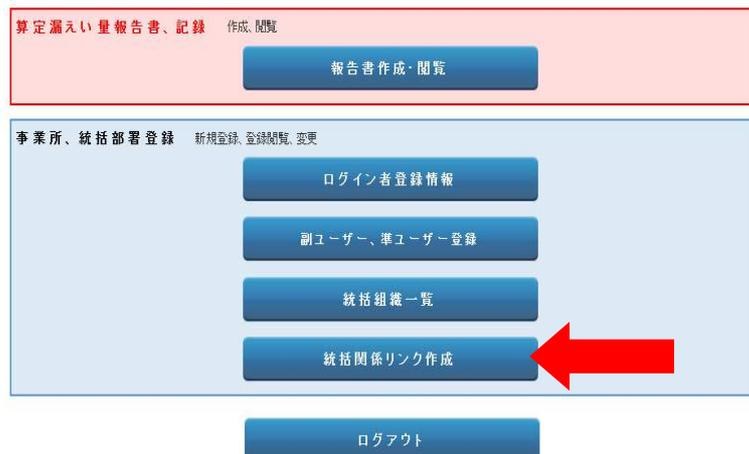 算定漏えい量報告書、記録 作成、閲覧
報告書作成・閲覧
事業所、統括部署登録 新規登録、登録閲覧、変更
ログイン者登録情報
副ユーザー、準ユーザー登録
統括組織一覧
統括関係リンク作成
ログアウト